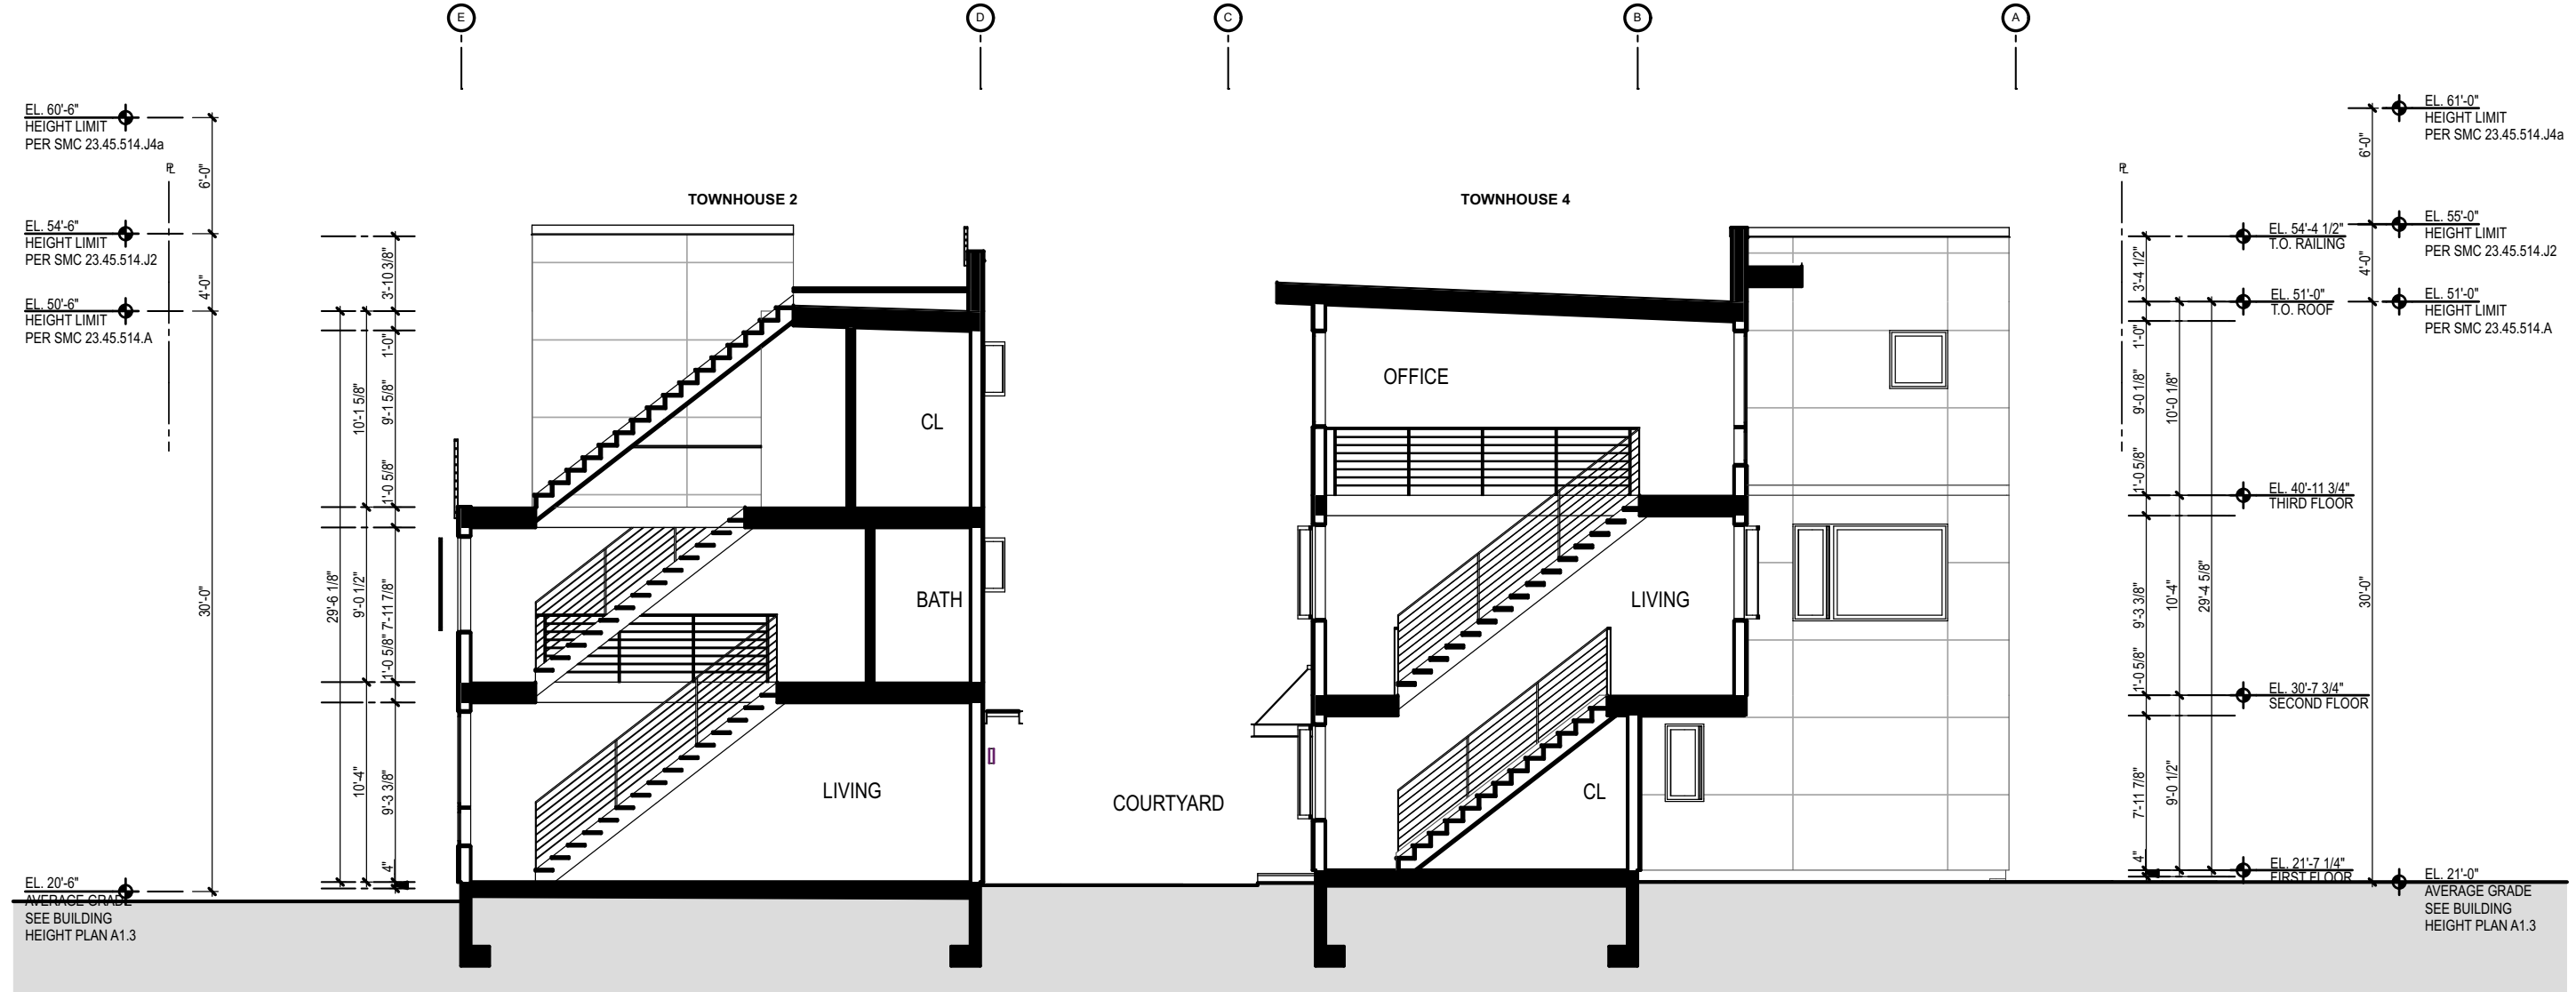 E
D
C
B
A
EL. 60'-6"
HEIGHT LIMIT
PER SMC 23.45.514.J4a
EL. 54'-6"
HEIGHT LIMIT
PER SMC 23.45.514.J2
EL. 50'-6"
HEIGHT LIMIT
PER SMC 23.45.514.A
EL. 20'-6"
AVERAGE GRADE
SEE BUILDING
HEIGHT PLAN A1.3
PL
6'-0"
4'-0"
30'-0"
29'-6 1/8"
10'-1 5/8"
9'-0 1/2"
10'-4"
3'-10 3/8"
1'-0"
9'-1 5/8"
1'-0 5/8"
7'-11 7/8"
1'-0 5/8"
9'-3 3/8"
4"
TOWNHOUSE 2
CL
BATH
LIVING
COURTYARD
TOWNHOUSE 4
OFFICE
LIVING
CL
PL
3'-4 1/2"
1'-0"
9'-0 1/8"
1'-0 5/8"
9'-3 3/8"
1'-0 5/8"
7'-11 7/8"
4"
10'-0 1/8"
10'-4"
9'-0 1/2"
29'-4 5/8"
EL. 54'-4 1/2"
T.O. RAILING
EL. 51'-0"
T.O. ROOF
EL. 40'-11 3/4"
THIRD FLOOR
EL. 30'-7 3/4"
SECOND FLOOR
EL. 21'-7 1/4"
FIRST FLOOR
6'-0"
4'-0"
30'-0"
EL. 61'-0"
HEIGHT LIMIT
PER SMC 23.45.514.J4a
EL. 55'-0"
HEIGHT LIMIT
PER SMC 23.45.514.J2
EL. 51'-0"
HEIGHT LIMIT
PER SMC 23.45.514.A
EL. 21'-0"
AVERAGE GRADE
SEE BUILDING
HEIGHT PLAN A1.3